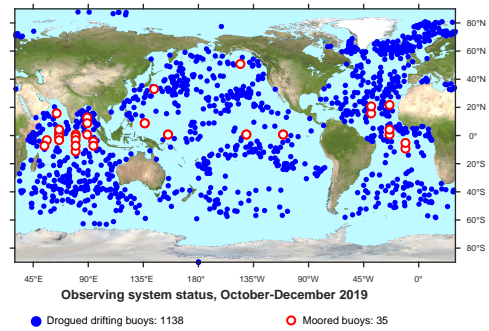 80°N
60°N
40°N
20°N
0°
20°S
40°S
60°S
80°S
45°E 90°E 135°E 180° 135°W 90°W 45°W 0°
Observing system status, October-December 2019
Drogued drifting buoys: 1138 Moored buoys: 35